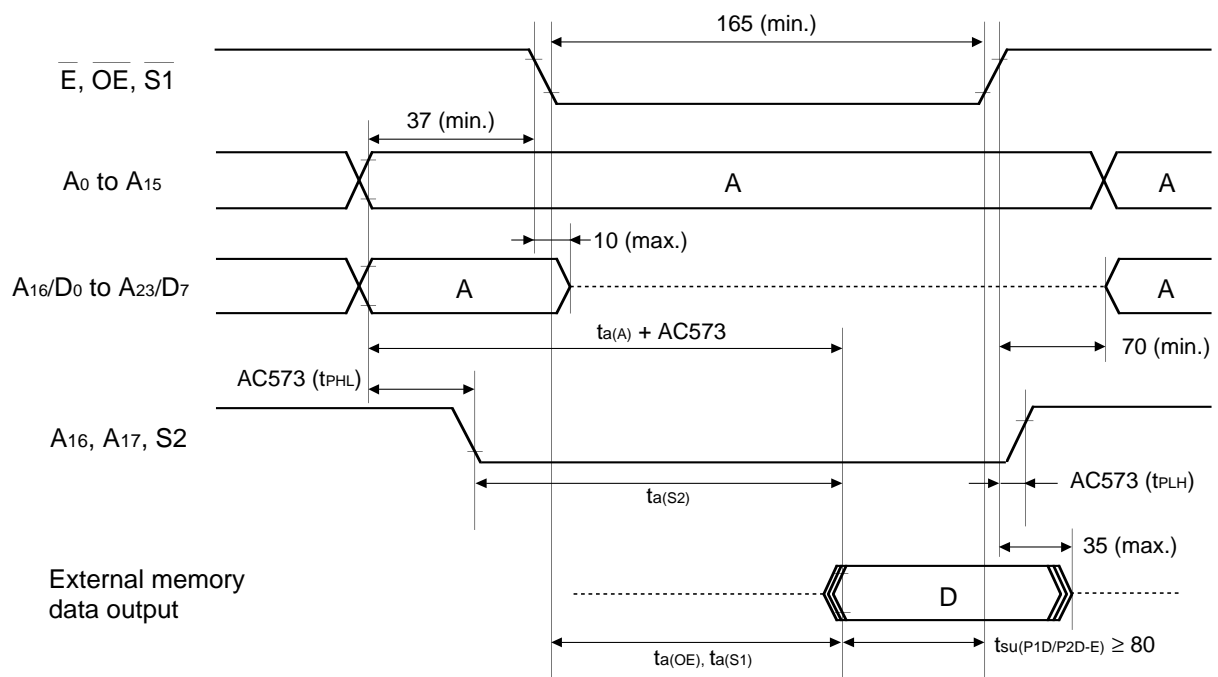 165 (min.)
E, OE, S1
37 (min.)
A0 to A15
A
A
10 (max.)
A16/D0 to A23/D7
A
A
ta(A) + AC573
70 (min.)
AC573 (tPHL)
A16, A17, S2
AC573 (tPLH)
ta(S2)
35 (max.)
External memory
data output
D
ta(OE), ta(S1)
tsu(P1D/P2D-E) ≥ 80